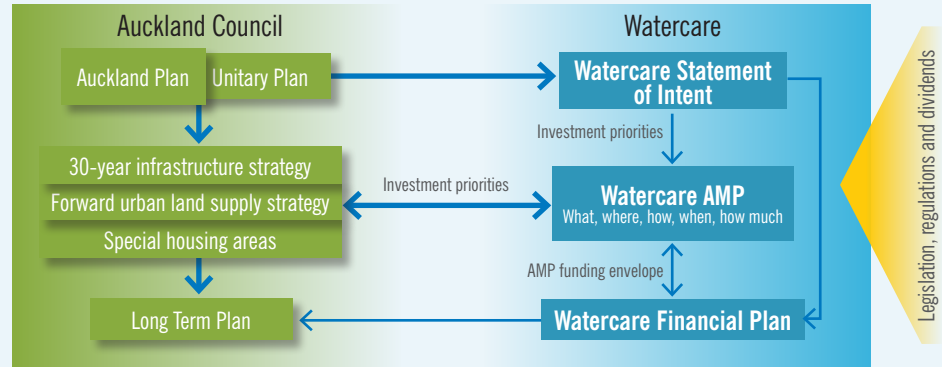 Auckland Council
Watercare
Auckland Plan
Unitary Plan
Watercare Statement
of Intent
Investment priorities
30-year infrastructure strategy
Forward urban land supply strategy
Special housing areas
Investment priorities
Watercare AMP
What, where, how, when, how much
AMP funding envelope
Long Term Plan
Watercare Financial Plan
Legislation, regulations and dividends